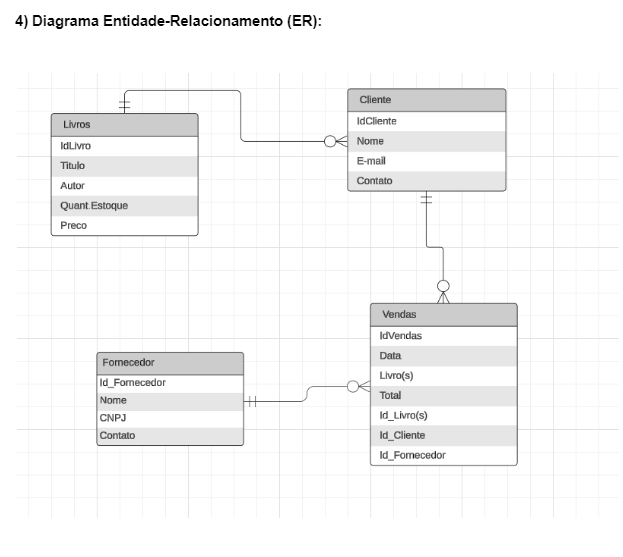 4) Diagrama Entidade-Relacionamento (ER):
Livros
IdLivro
Titulo
Autor
Quant.Estoque
Preco
Cliente
IdCliente
Nome
E-mail
Contato
Fornecedor
Id_Fornecedor
Nome
CNPJ
Contato
Vendas
IdVendas
Data
Livro(s)
Total
Id_Livro(s)
Id_Cliente
Id_Fornecedor